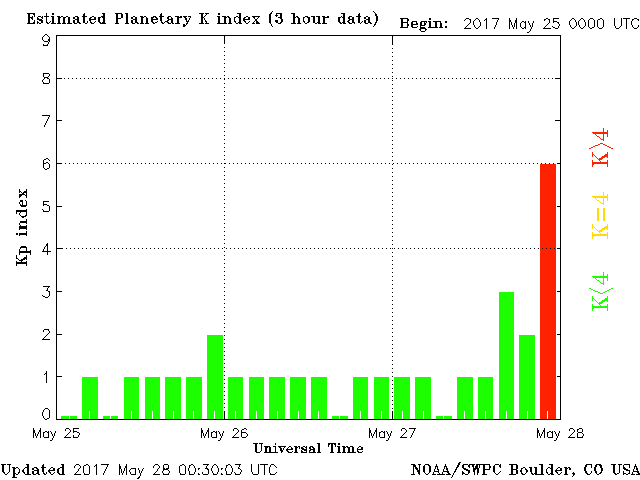 Estimated Planetary K index (3 hour data) Begin: 2017 May 25 0000 UTC
9
8
7
6
5
4
3
2
1
0
Kp index
K>4
K=4
K<4
May 25 May 26 May 27 May 28
Universal Time
Updated 2017 May 28 00:30:03 UTC NOAA/SWPC Boulder, CO USA